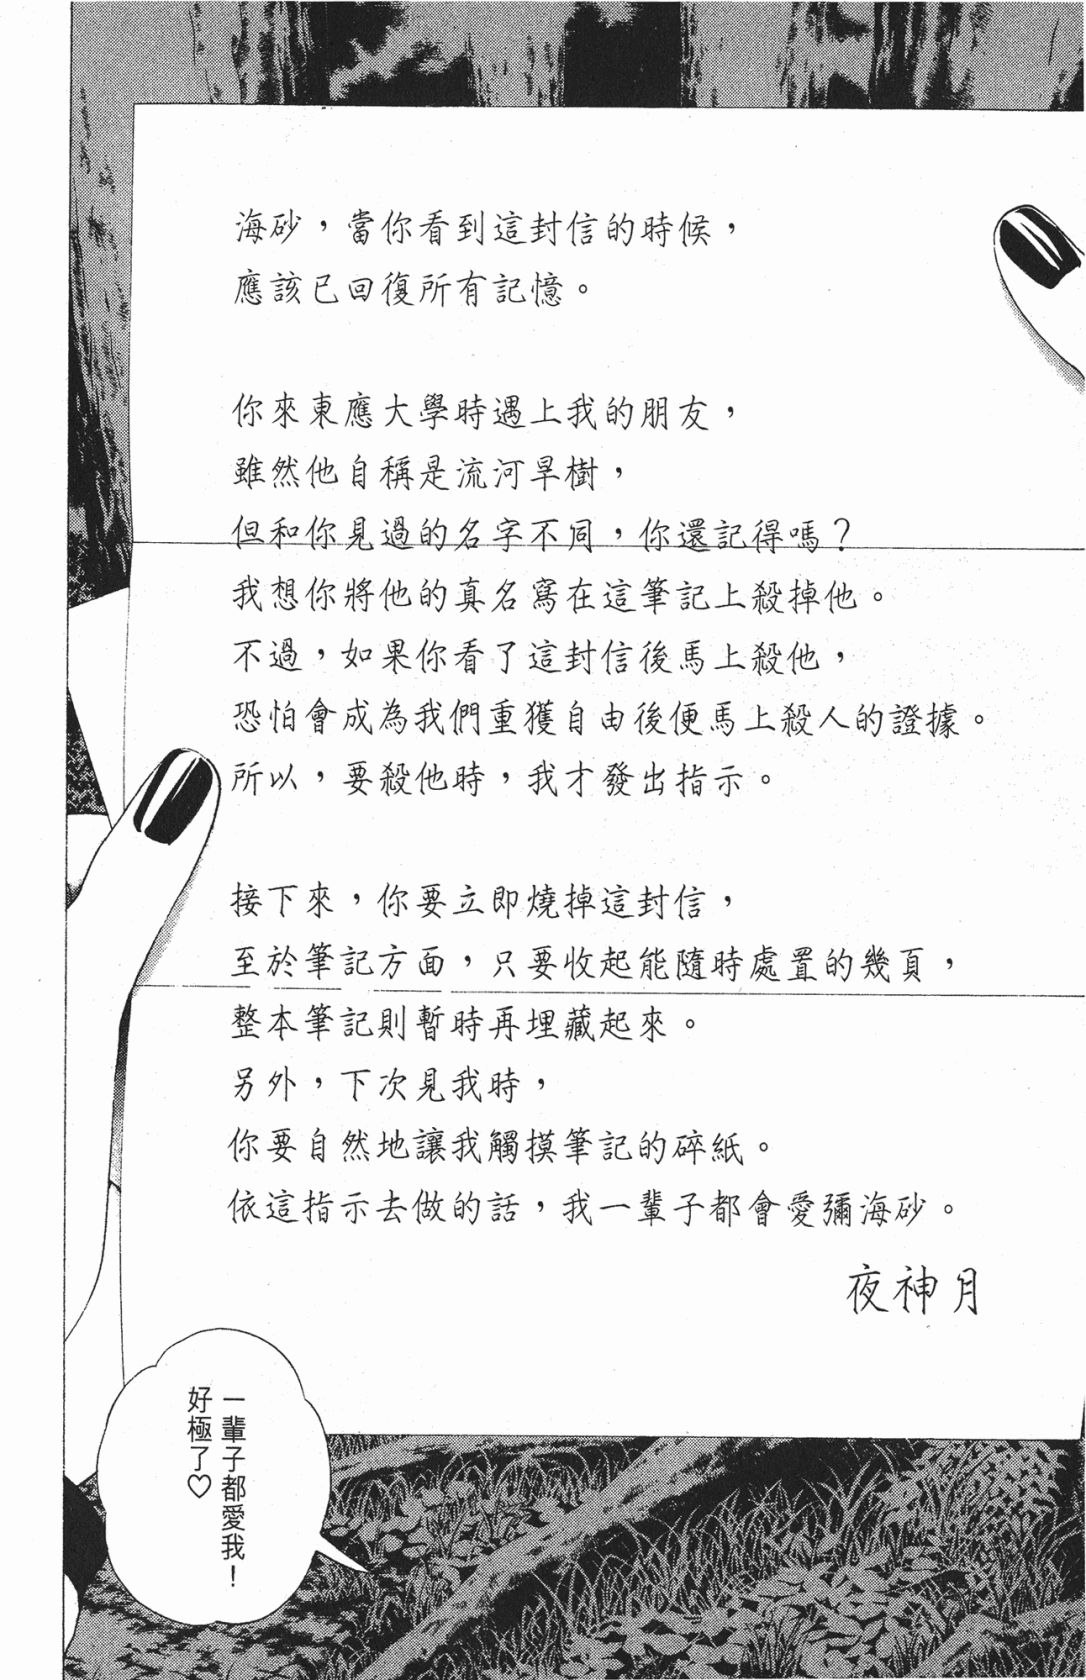 海砂，當你看到這封信的時候，
應該已回復所有記憶。
你來東應大學時遇上我的朋友，
雖然他自稱是流河旱樹，
但和你見過的名字不同，你還記得嗎？
我想你將他的真名寫在這筆記上殺掉他。
不過，如果你看了這封信後馬上殺他，
恐怕會成為我們重獲自由後便馬上殺人的證據。
所以，要殺他時，我才發出指示。
接下來，你要立即燒掉這封信，
至於筆記方面，只要收起能隨時處置的幾頁，
整本筆記則暫時再埋藏起來。
另外，下次見我時，
你要自然地讓我觸摸筆記的碎紙。
依這指示去做的話，我一輩子都會愛彌海砂。
夜神月
一輩子都愛我！
好極了♡